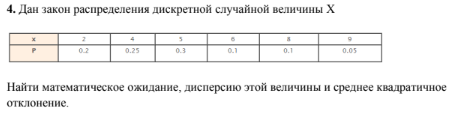 4. Дан закон распределения дискретной случайной величины X
x 2 4 5 6 8 9
P 0.2 0.25 0.3 0.1 0.1 0.05
Найти математическое ожидание, дисперсию этой величины и среднее квадратичное
отклонение.